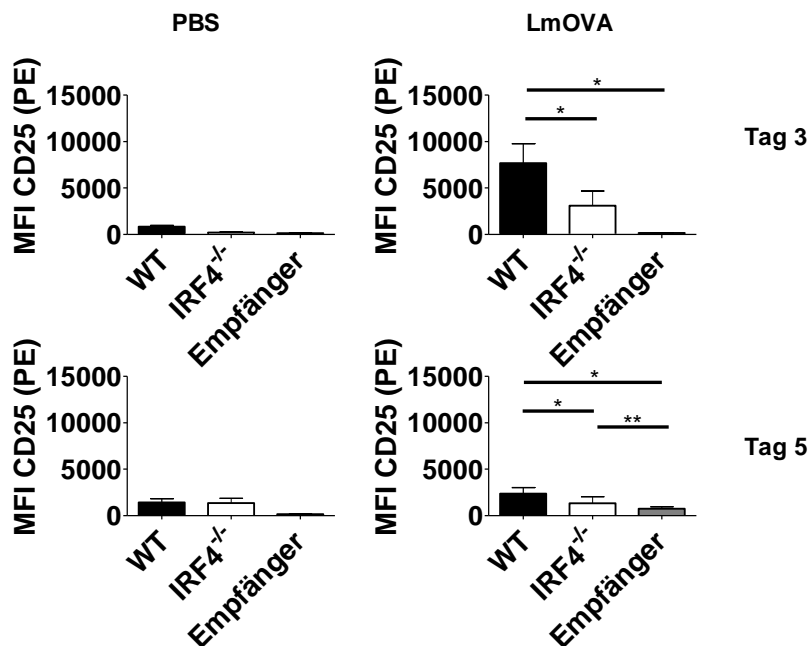 PBS
LmOVA
MFI CD25 (PE)
15000
10000
5000
0
WT
IRF4-/-
Empfänger
MFI CD25 (PE)
15000
10000
5000
0
*
*
WT
IRF4-/-
Empfänger
Tag 3
MFI CD25 (PE)
15000
10000
5000
0
WT
IRF4-/-
Empfänger
MFI CD25 (PE)
15000
10000
5000
0
*
*
**
WT
IRF4-/-
Empfänger
Tag 5